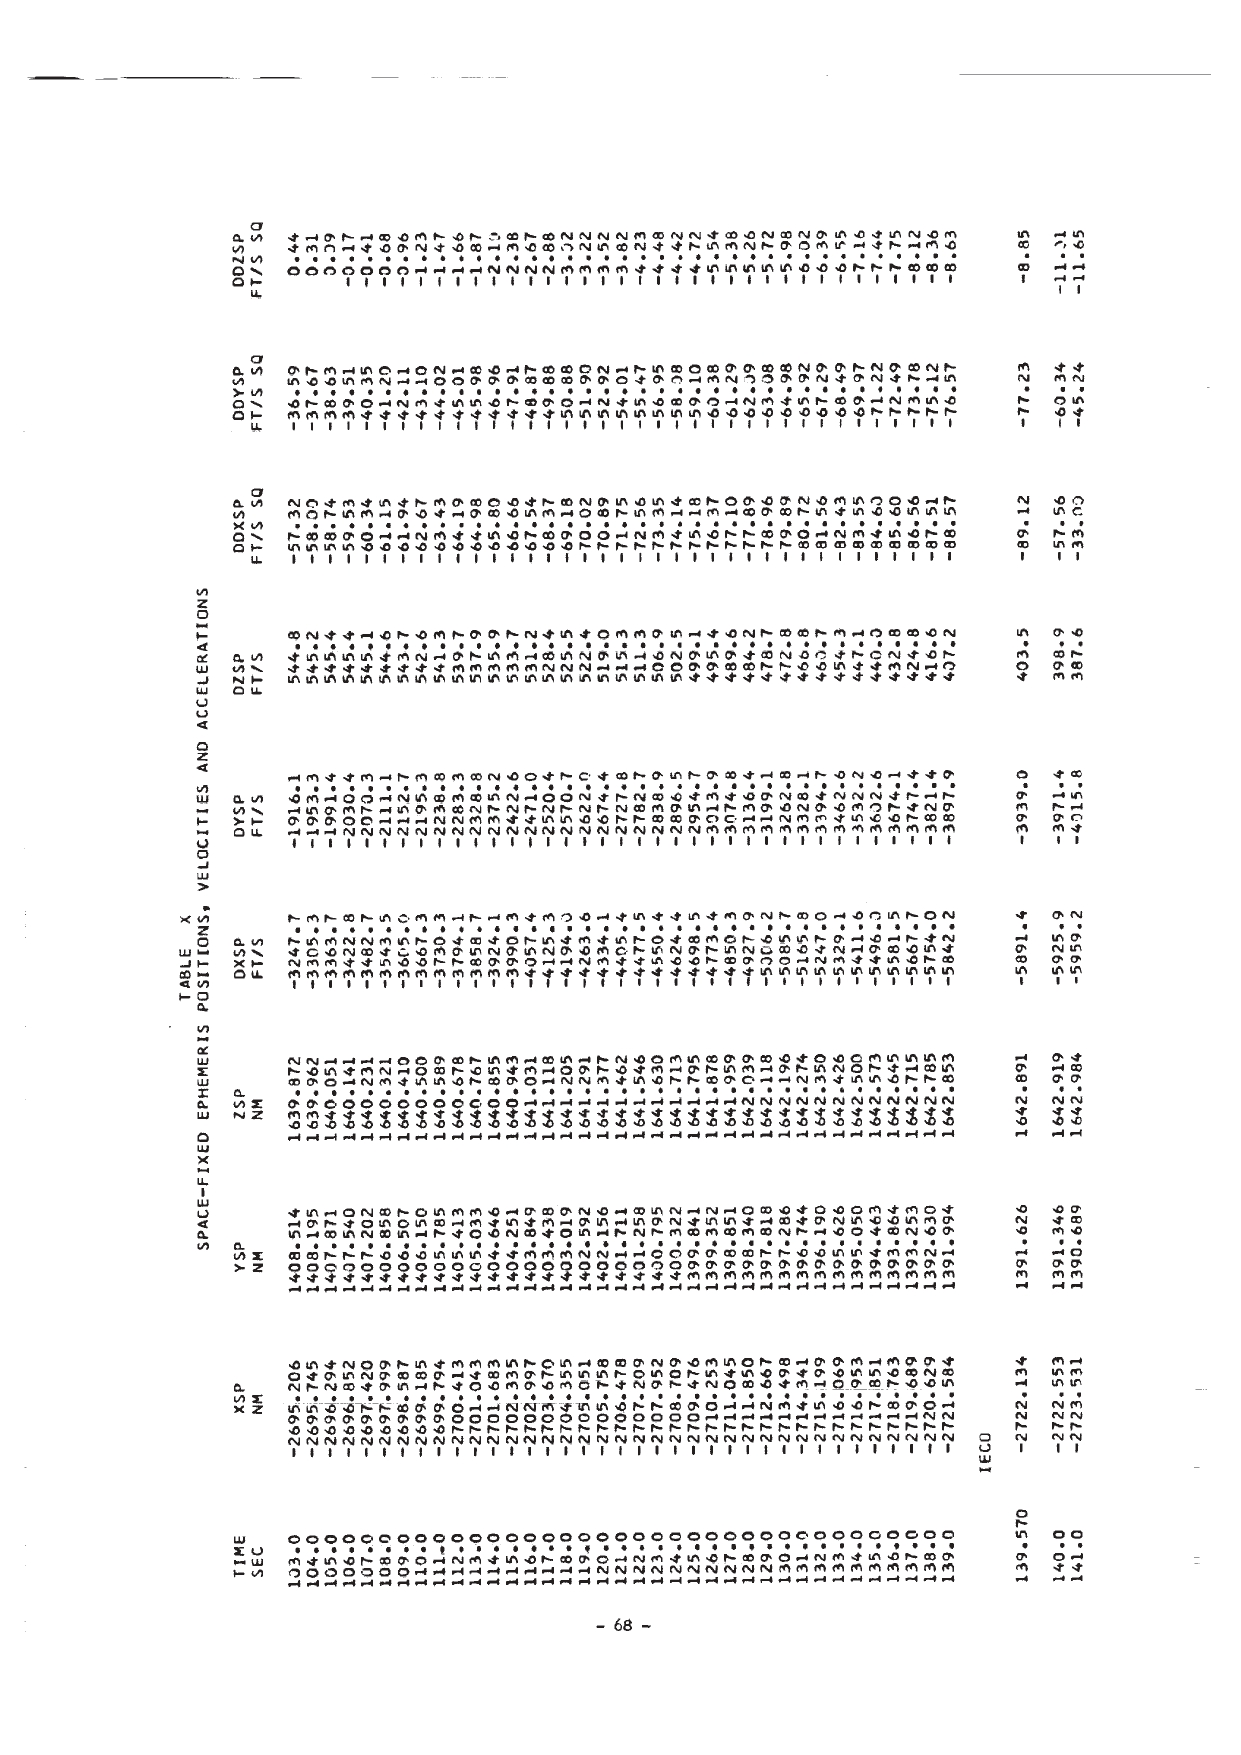 TABLE X
SPACE-FIXED EPHEMERIS POSITIONS, VELOCITIES AND ACCELERATIONS
TIME XSP YSP ZSP DXSP DYSP DZSP DDXSP DDYSP DDZSP
SEC NM NM NM FT/S FT/S FT/S FT/S SQ FT/S SQ FT/S SQ
103.0 -2695.206 1408.514 1639.872 -3247.7 -1916.1 544.8 -57.32 -36.59 0.44
104.0 -2695.745 1408.195 1639.962 -3305.3 -1953.3 545.2 -58.00 -37.67 0.31
105.0 -2696.294 1407.871 1640.051 -3363.7 -1991.4 545.4 -58.74 -38.63 0.09
106.0 -2696.852 1407.540 1640.141 -3422.8 -2030.4 545.4 -59.53 -39.51 -0.17
107.0 -2697.420 1407.202 1640.231 -3482.7 -2070.3 545.1 -60.34 -40.35 -0.41
108.0 -2697.999 1406.858 1640.321 -3543.5 -2111.1 544.6 -61.15 -41.20 -0.68
109.0 -2698.587 1406.507 1640.410 -3605.0 -2152.7 543.7 -61.94 -42.11 -0.96
110.0 -2699.185 1406.150 1640.500 -3667.3 -2195.3 542.6 -62.67 -43.10 -1.23
111.0 -2699.794 1405.785 1640.589 -3730.3 -2238.8 541.3 -63.43 -44.02 -1.47
112.0 -2700.413 1405.413 1640.678 -3794.1 -2283.3 539.7 -64.19 -45.01 -1.66
113.0 -2701.043 1405.033 1640.767 -3858.7 -2328.8 537.9 -64.98 -45.98 -1.87
114.0 -2701.683 1404.646 1640.855 -3924.1 -2375.2 535.9 -65.80 -46.96 -2.10
115.0 -2702.335 1404.251 1640.943 -3990.3 -2422.6 533.7 -66.66 -47.91 -2.38
116.0 -2702.997 1403.849 1641.031 -4057.4 -2471.0 531.2 -67.54 -48.87 -2.67
117.0 -2703.670 1403.438 1641.118 -4125.3 -2520.4 528.4 -68.37 -49.88 -2.88
118.0 -2704.355 1403.019 1641.205 -4194.0 -2570.7 525.5 -69.18 -50.88 -3.02
119.0 -2705.051 1402.592 1641.291 -4263.6 -2622.0 522.4 -70.02 -51.90 -3.22
120.0 -2705.758 1402.156 1641.377 -4334.1 -2674.4 519.0 -70.89 -52.92 -3.52
121.0 -2706.478 1401.711 1641.462 -4405.4 -2727.8 515.3 -71.75 -54.01 -3.82
122.0 -2707.209 1401.258 1641.546 -4477.5 -2782.7 511.3 -72.56 -55.47 -4.23
123.0 -2707.952 1400.795 1641.630 -4550.4 -2838.9 506.9 -73.35 -56.95 -4.48
124.0 -2708.709 1400.322 1641.713 -4624.4 -2896.5 502.5 -74.14 -58.08 -4.42
125.0 -2709.476 1399.841 1641.795 -4698.5 -2954.7 499.1 -75.18 -59.10 -4.72
126.0 -2710.253 1399.352 1641.878 -4773.4 -3013.9 495.4 -76.37 -60.38 -5.54
127.0 -2711.045 1398.851 1641.959 -4850.3 -3074.8 489.6 -77.10 -61.29 -5.38
128.0 -2711.850 1398.340 1642.039 -4927.9 -3136.4 484.2 -77.89 -62.09 -5.26
129.0 -2712.667 1397.818 1642.118 -5006.2 -3199.1 478.7 -78.96 -63.08 -5.72
130.0 -2713.498 1397.286 1642.196 -5085.7 -3262.8 472.8 -79.89 -64.98 -5.98
131.0 -2714.341 1396.744 1642.274 -5165.8 -3328.1 466.8 -80.72 -65.92 -6.02
132.0 -2715.199 1396.190 1642.350 -5247.0 -3394.7 460.7 -81.56 -67.29 -6.39
133.0 -2716.069 1395.626 1642.426 -5329.1 -3462.6 454.3 -82.43 -68.49 -6.55
134.0 -2716.953 1395.050 1642.500 -5411.6 -3532.2 447.1 -83.55 -69.97 -7.16
135.0 -2717.851 1394.463 1642.573 -5496.0 -3602.6 440.0 -84.60 -71.22 -7.44
136.0 -2718.763 1393.864 1642.645 -5581.5 -3674.1 432.8 -85.60 -72.49 -7.75
137.0 -2719.689 1393.253 1642.715 -5667.7 -3747.4 424.8 -86.56 -73.78 -8.12
138.0 -2720.629 1392.630 1642.785 -5754.0 -3821.4 416.6 -87.51 -75.12 -8.36
139.0 -2721.584 1391.994 1642.853 -5842.2 -3897.9 407.2 -88.57 -76.57 -8.63
IECO
139.570 -2722.134 1391.626 1642.891 -5891.4 -3939.0 403.5 -89.12 -77.23 -8.85
140.0 -2722.553 1391.346 1642.919 -5925.9 -3971.4 398.9 -57.56 -60.34 -11.01
141.0 -2723.531 1390.689 1642.984 -5959.2 -4015.8 387.6 -33.00 -45.24 -11.65
- 89 -